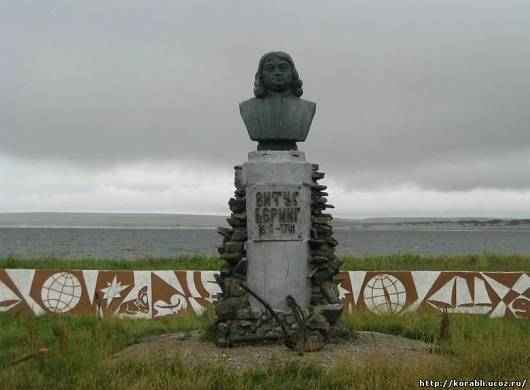 ВИТУС
БЕРИНГ
1681-1741
http://korabli.ucoz.ru/